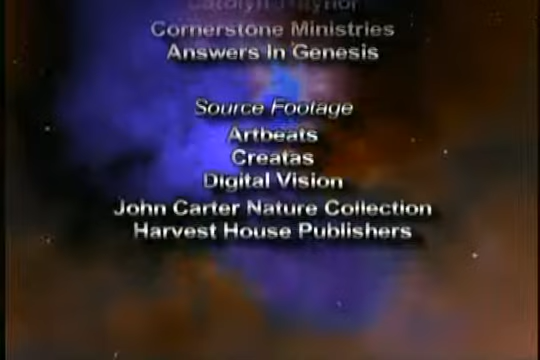 Cornerstone Ministries
Answers In Genesis
Source Footage
Artbeats
Creatas
Digital Vision
John Carter Nature Collection
Harvest House Publishers